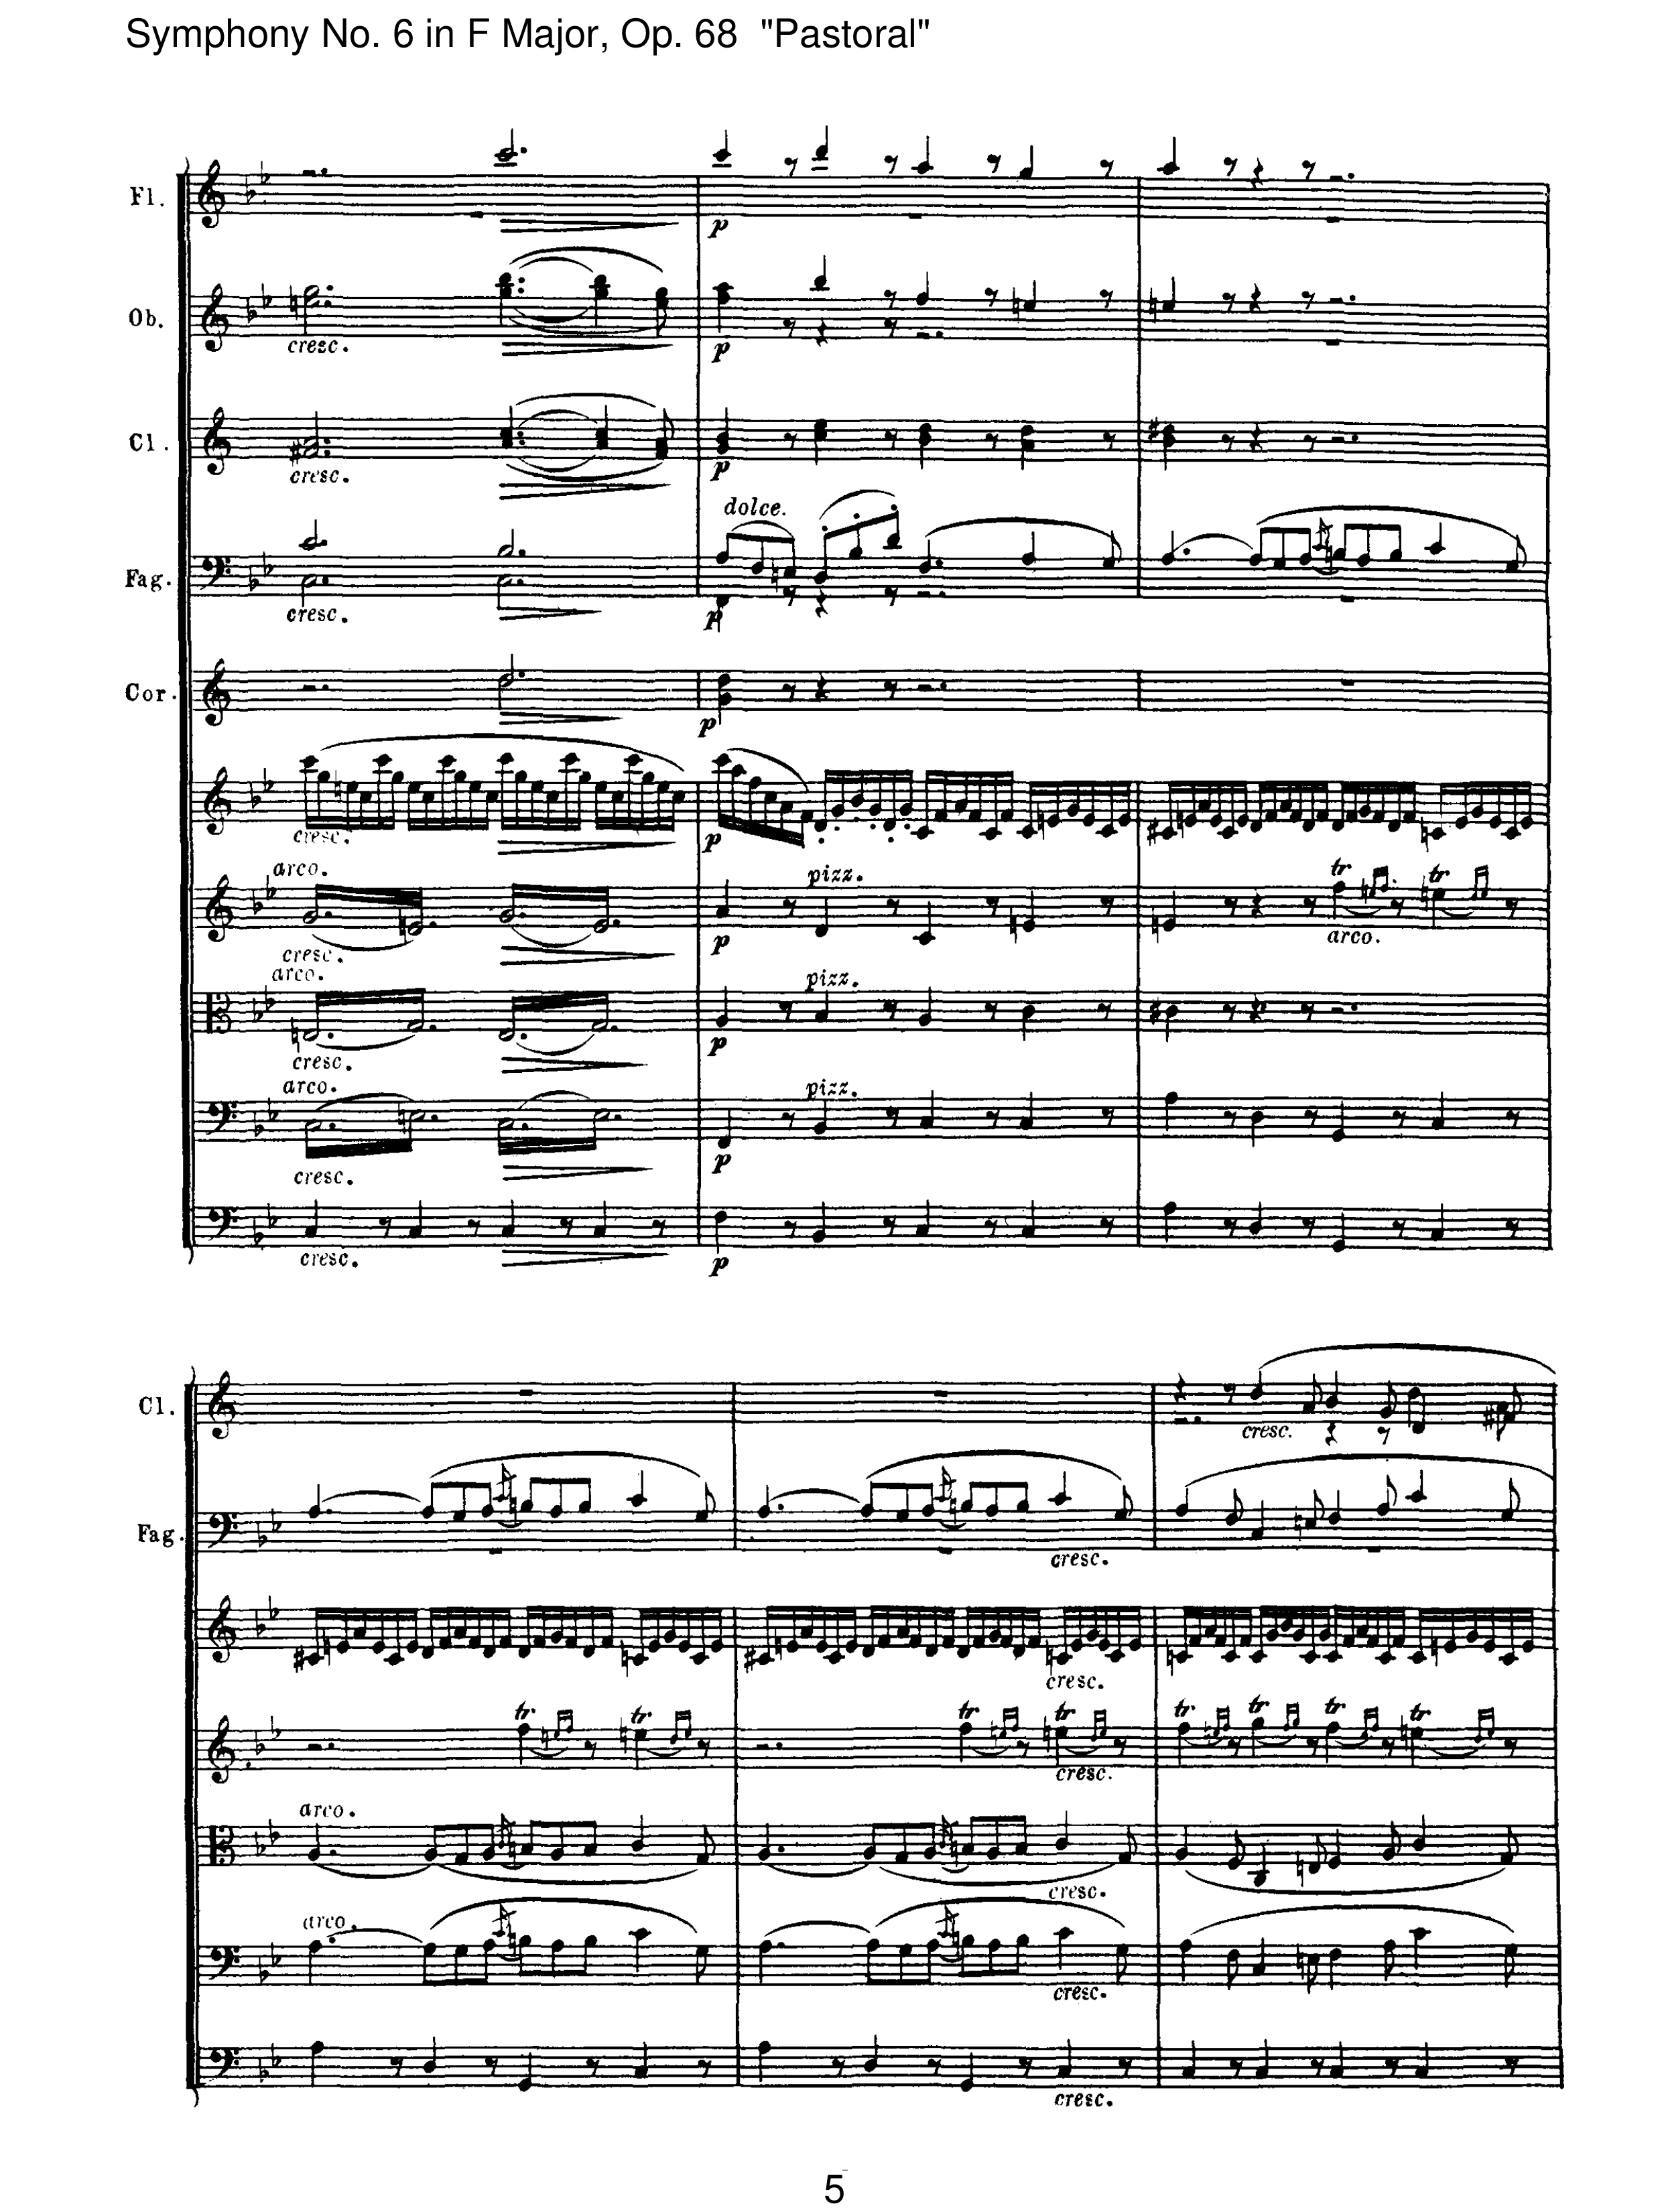 Symphony No. 6 in F Major, Op. 68 "Pastoral"
Fl.
p
Ob.
cresc.
p
Cl.
cresc.
p
dolce.
Fag.
cresc.
p
Cor.
p
cresc.
p
arco.
pizz.
tr tr
cresc.
p
arco.
arco.
pizz.
cresc.
p
arco.
pizz.
cresc.
p
cresc.
p
Cl.
cresc.
Fag.
cresc.
cresc.
tr. tr. tr. tr. tr. tr. tr. tr.
cresc.
arco.
cresc.
arco.
cresc.
cresc.
5